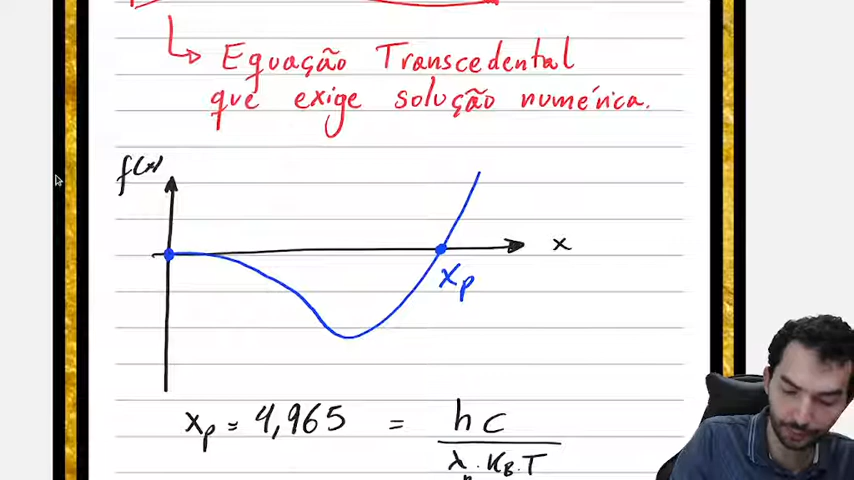 Equação Transcedental
que exige solução numérica.
f(x)
x
xp
xp = 4,965 = hc
λ . KB . T